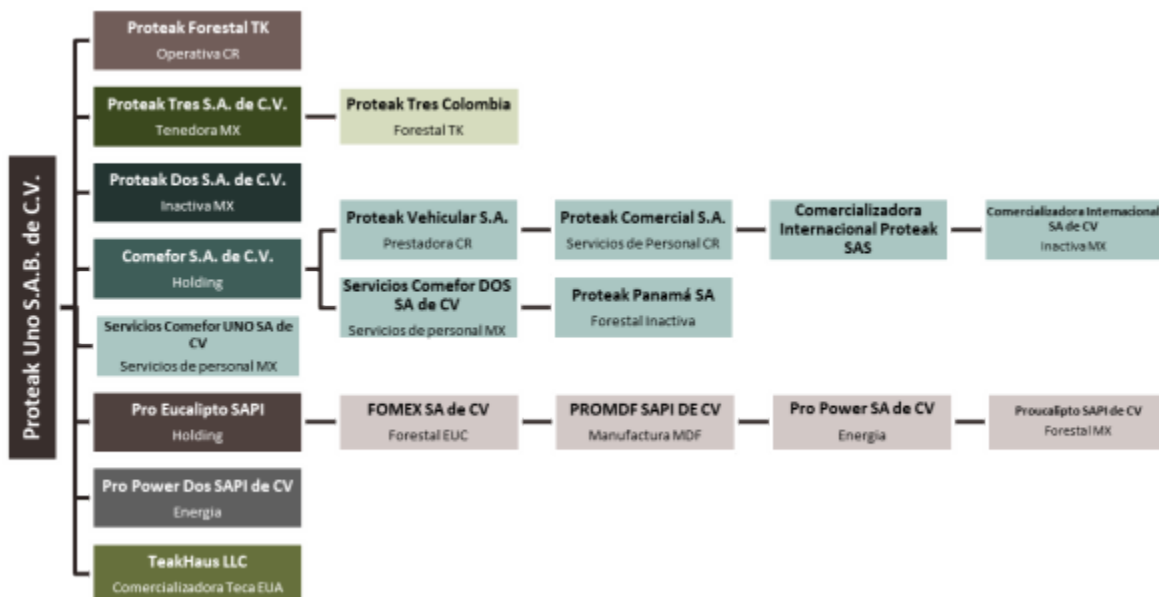 Proteak Uno S.A.B. de C.V.
Proteak Forestal TK
Operativa CR
Proteak Tres S.A. de C.V.
Tenedora MX
Proteak Tres Colombia
Forestal TK
Proteak Dos S.A. de C.V.
Inactiva MX
Comefor S.A. de C.V.
Holding
Proteak Vehicular S.A.
Prestadora CR
Proteak Comercial S.A.
Servicios de Personal CR
Comercializadora
Internacional Proteak
SAS
Comercializadora Internacional
SA de CV
Inactiva MX
Servicios Comefor DOS
SA de CV
Servicios de personal MX
Proteak Panamá SA
Forestal Inactiva
Servicios Comefor UNO SA de
CV
Servicios de personal MX
Pro Eucalipto SAPI
Holding
FOMEX SA de CV
Forestal EUC
PROMDF SAPI DE CV
Manufactura MDF
Pro Power SA de CV
Energia
Proucalipto SAPI de CV
Forestal MX
Pro Power Dos SAPI de CV
Energia
TeakHaus LLC
Comercializadora Teca EUA